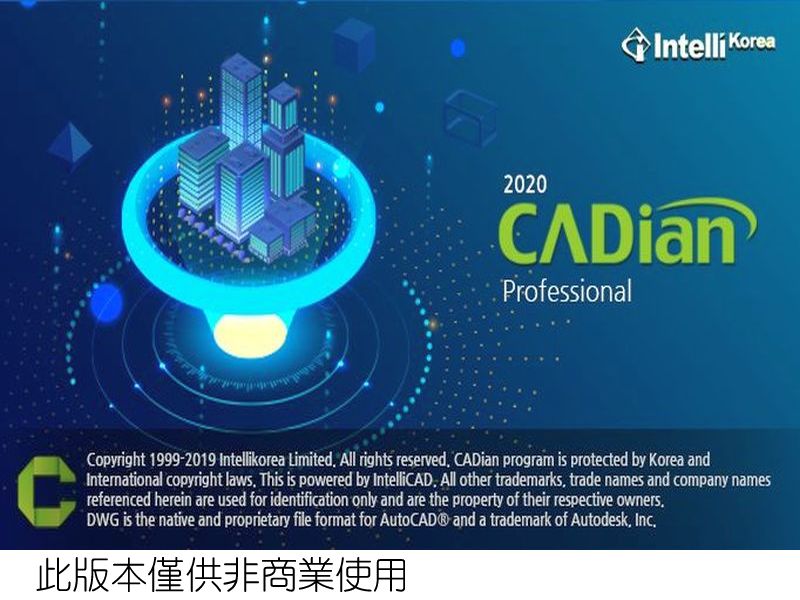 Intelli Korea
2020
CADian
Professional
Copyright 1999-2019 Intellikorea Limited. All rights reserved. CADian program is protected by Korea and
International copyright laws. This is powered by IntelliCAD. All other trademarks, trade names and company names
referenced herein are used for identification only and are the property of their respective owners.
DWG is the native and proprietary file format for AutoCAD® and a trademark of Autodesk, Inc.
此版本僅供非商業使用